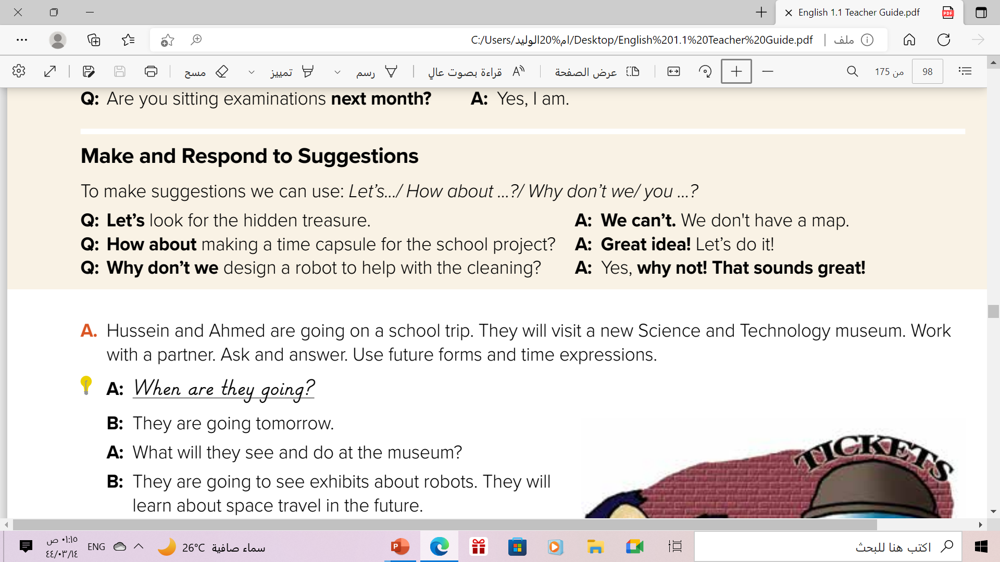 English 1.1 Teacher Guide.pdf
C:/Users/ام%20الوليد/Desktop/English%201.1%20Teacher%20Guide.pdf
ملف
98
من 175
عرض الصفحة
قراءة بصوت عالٍ
رسم
تمييز
مسح
Q: Are you sitting examinations next month? A: Yes, I am.
Make and Respond to Suggestions
To make suggestions we can use: Let’s.../ How about ...?/ Why don’t we/ you ...?
Q: Let’s look for the hidden treasure. A: We can’t. We don't have a map.
Q: How about making a time capsule for the school project? A: Great idea! Let’s do it!
Q: Why don’t we design a robot to help with the cleaning? A: Yes, why not! That sounds great!
A. Hussein and Ahmed are going on a school trip. They will visit a new Science and Technology museum. Work
with a partner. Ask and answer. Use future forms and time expressions.
A: When are they going?
B: They are going tomorrow.
A: What will they see and do at the museum?
B: They are going to see exhibits about robots. They will
learn about space travel in the future.
TICKETS
اكتب هنا للبحث
26°C سماء صافية
ENG
٠١:١٥ ص
٤٤/٠٣/١٤